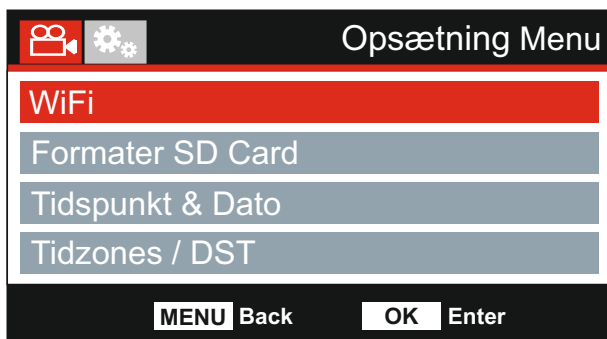 Opsætning Menu
WiFi
Formater SD Card
Tidspunkt & Dato
Tidzones / DST
MENU Back OK Enter